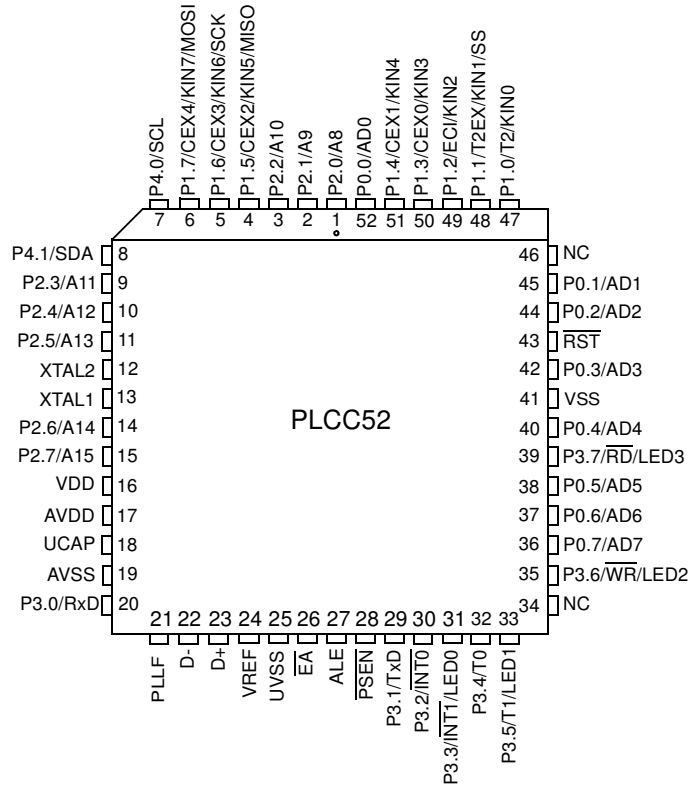 P4.0/SCL
P1.7/CEX4/KIN7/MOSI
P1.6/CEX3/KIN6/SCK
P1.5/CEX2/KIN5/MISO
P2.2/A10
P2.1/A9
P2.0/A8
P0.0/AD0
P1.4/CEX1/KIN4
P1.3/CEX0/KIN3
P1.2/ECI/KIN2
P1.1/T2EX/KIN1/SS
P1.0/T2/KIN0
7 6 5 4 3 2 1 52 51 50 49 48 47
P4.1/SDA 8
P2.3/A11 9
P2.4/A12 10
P2.5/A13 11
XTAL2 12
XTAL1 13
P2.6/A14 14
P2.7/A15 15
VDD 16
AVDD 17
UCAP 18
AVSS 19
P3.0/RxD 20
PLCC52
46 NC
45 P0.1/AD1
44 P0.2/AD2
43 RST
42 P0.3/AD3
41 VSS
40 P0.4/AD4
39 P3.7/RD/LED3
38 P0.5/AD5
37 P0.6/AD6
36 P0.7/AD7
35 P3.6/WR/LED2
34 NC
21 22 23 24 25 26 27 28 29 30 31 32 33
PLLF
D-
D+
VREF
UVSS
EA
ALE
PSEN
P3.1/TxD
P3.2/INT0
P3.3/INT1/LED0
P3.4/T0
P3.5/T1/LED1